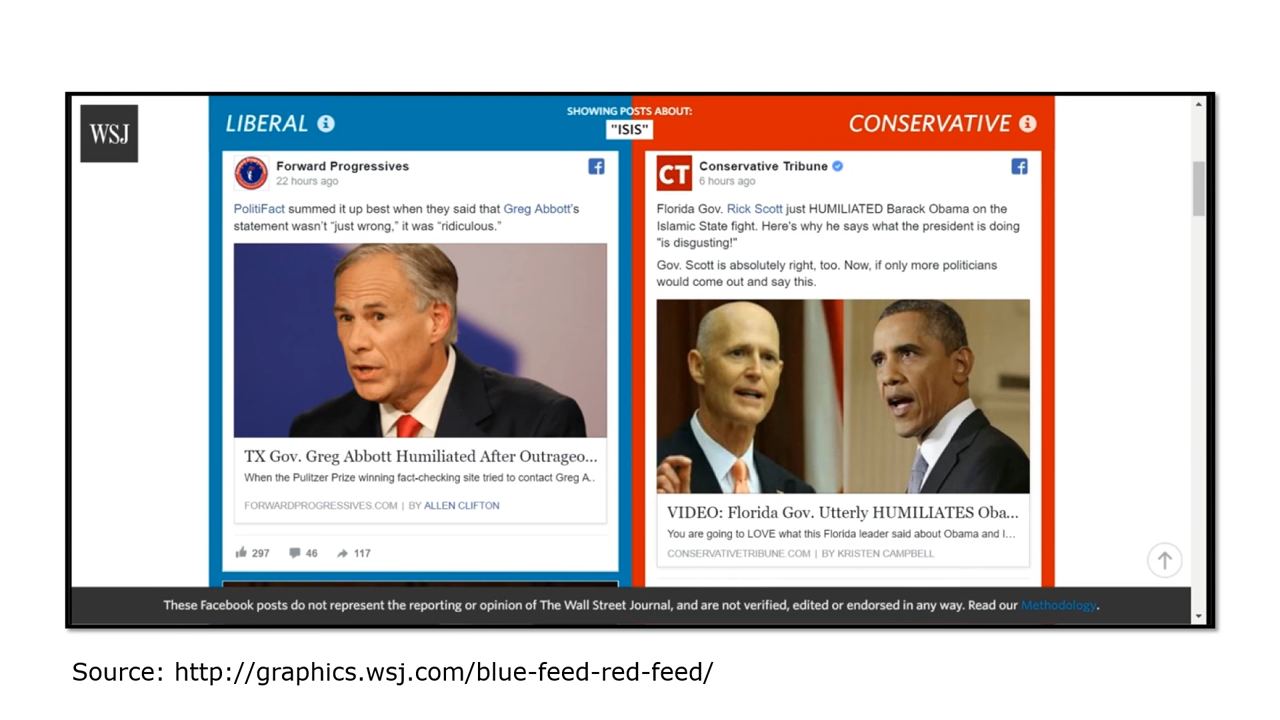 WSJ
LIBERAL
SHOWING POSTS ABOUT:
"ISIS"
CONSERVATIVE
Forward Progressives
22 hours ago
PolitiFact summed it up best when they said that Greg Abbott's
statement wasn't "just wrong," it was "ridiculous."
TX Gov. Greg Abbott Humiliated After Outrageo...
When the Pulitzer Prize winning fact-checking site tried to contact Greg A..
FORWARDPROGRESSIVES.COM | BY ALLEN CLIFTON
297 46 117
CT
Conservative Tribune
6 hours ago
Florida Gov. Rick Scott just HUMILIATED Barack Obama on the
Islamic State fight. Here's why he says what the president is doing
"is disgusting!"
Gov. Scott is absolutely right, too. Now, if only more politicians
would come out and say this.
VIDEO: Florida Gov. Utterly HUMILIATES Oba...
You are going to LOVE what this Florida leader said about Obama and I...
CONSERVATIVETRIBUNE.COM | BY KRISTEN CAMPBELL
These Facebook posts do not represent the reporting or opinion of The Wall Street Journal, and are not verified, edited or endorsed in any way. Read our Methodology.
Source: http://graphics.wsj.com/blue-feed-red-feed/